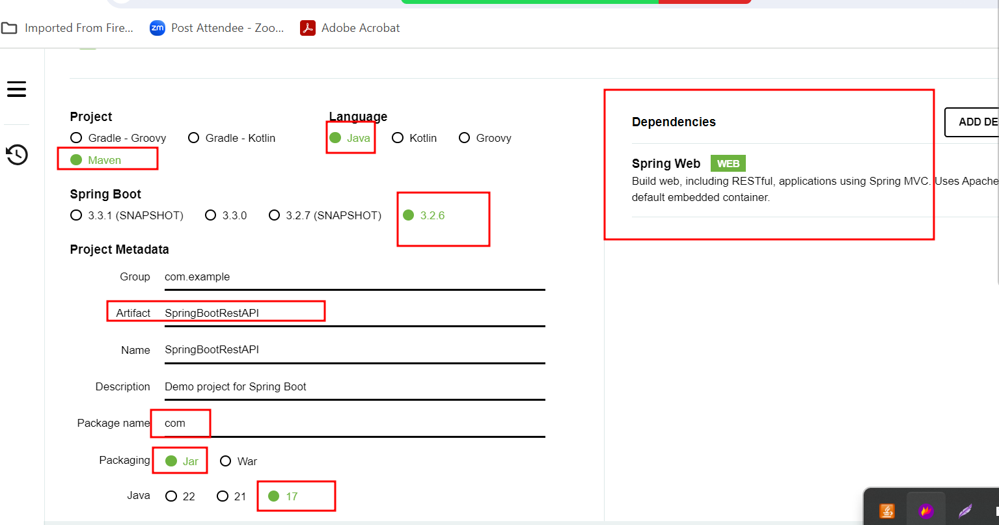 Imported From Fire...
zm Post Attendee - Zoo...
Adobe Acrobat
Project
Gradle - Groovy
Gradle - Kotlin
Maven
Language
Java
Kotlin
Groovy
Spring Boot
3.3.1 (SNAPSHOT)
3.3.0
3.2.7 (SNAPSHOT)
3.2.6
Project Metadata
Group com.example
Artifact SpringBootRestAPI
Name SpringBootRestAPI
Description Demo project for Spring Boot
Package name com
Packaging Jar War
Java 22 21 17
Dependencies
ADD DE
Spring Web WEB
Build web, including RESTful, applications using Spring MVC. Uses Apache
default embedded container.